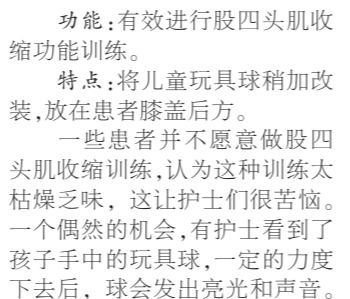 功能:有效进行股四头肌收
缩功能训练。
特点:将儿童玩具球稍加改
装,放在患者膝盖后方。
一些患者并不愿意做股四
头肌收缩训练,认为这种训练太
枯燥乏味，这让护士们很苦恼。
一个偶然的机会,有护士看到了
孩子手中的玩具球,一定的力度
下去后，球会发出亮光和声音。